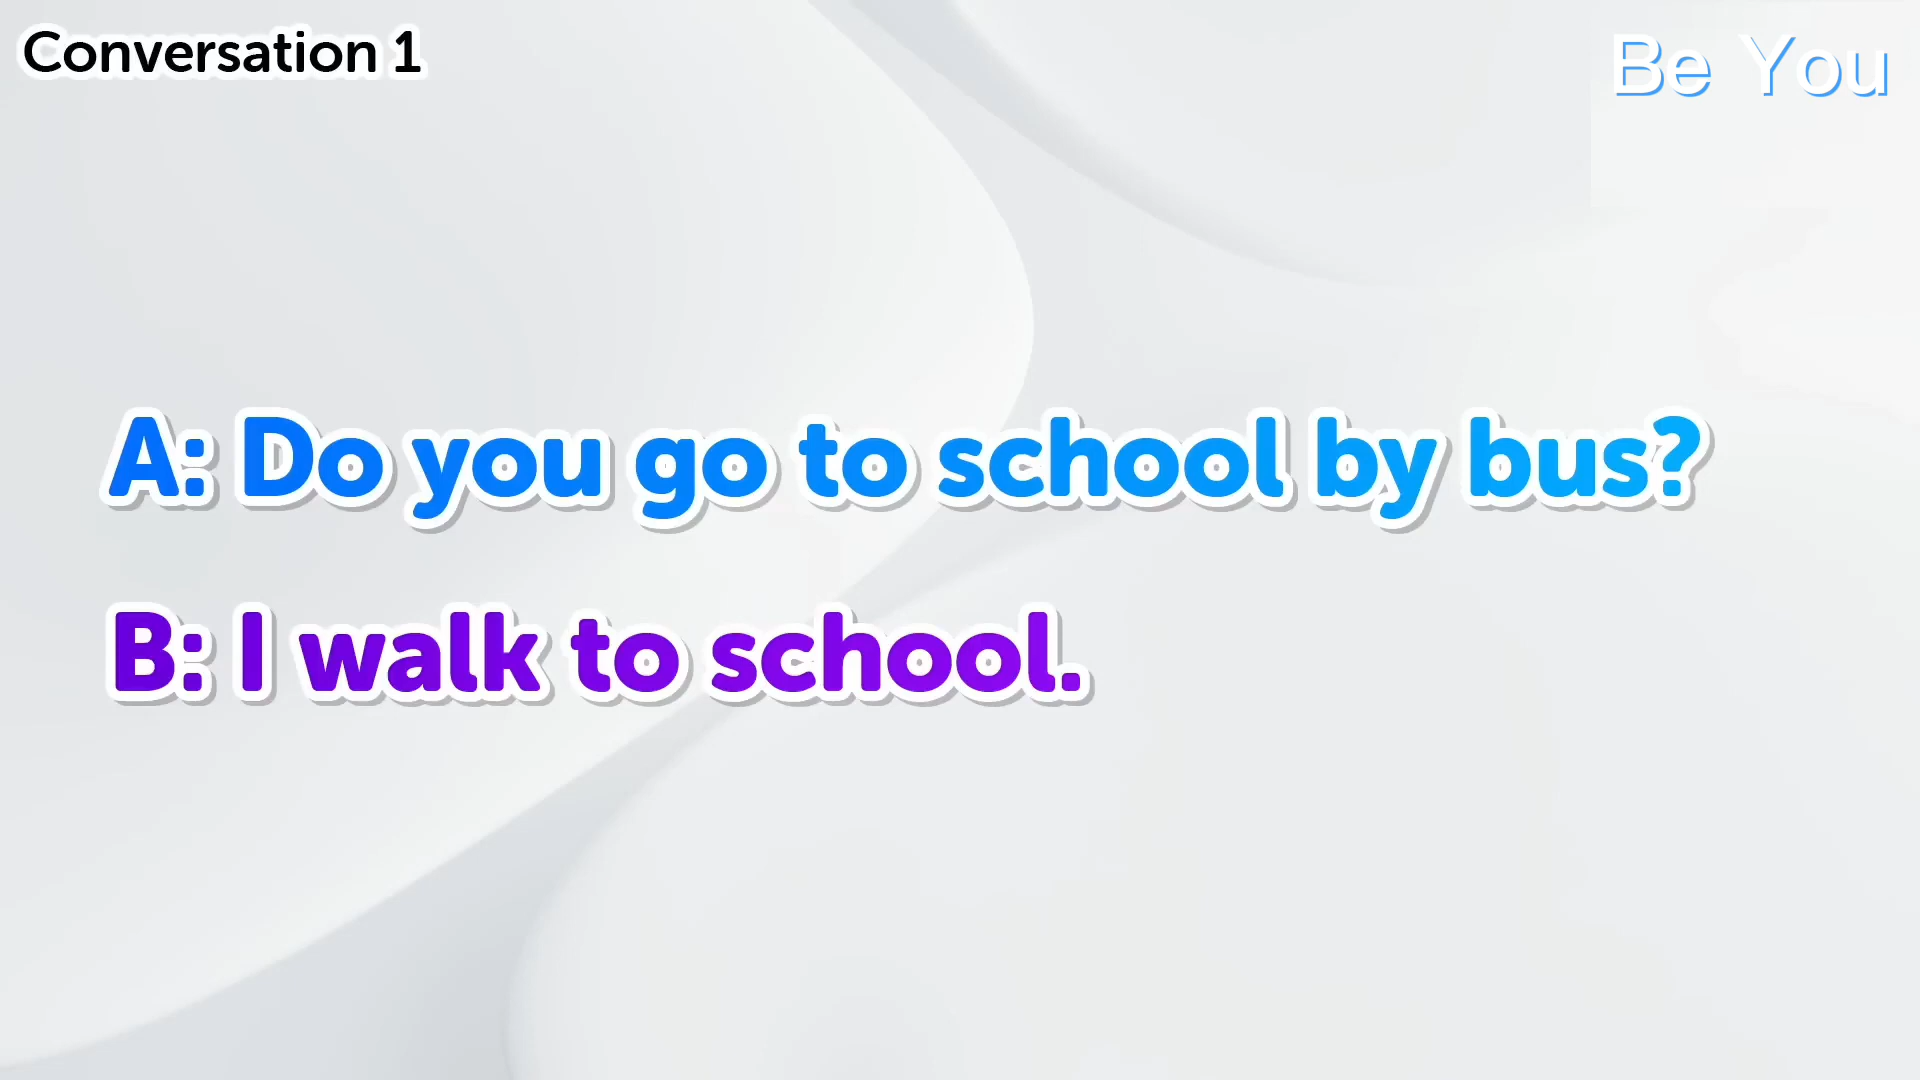 Conversation 1
Be You
A: Do you go to school by bus?
B: I walk to school.